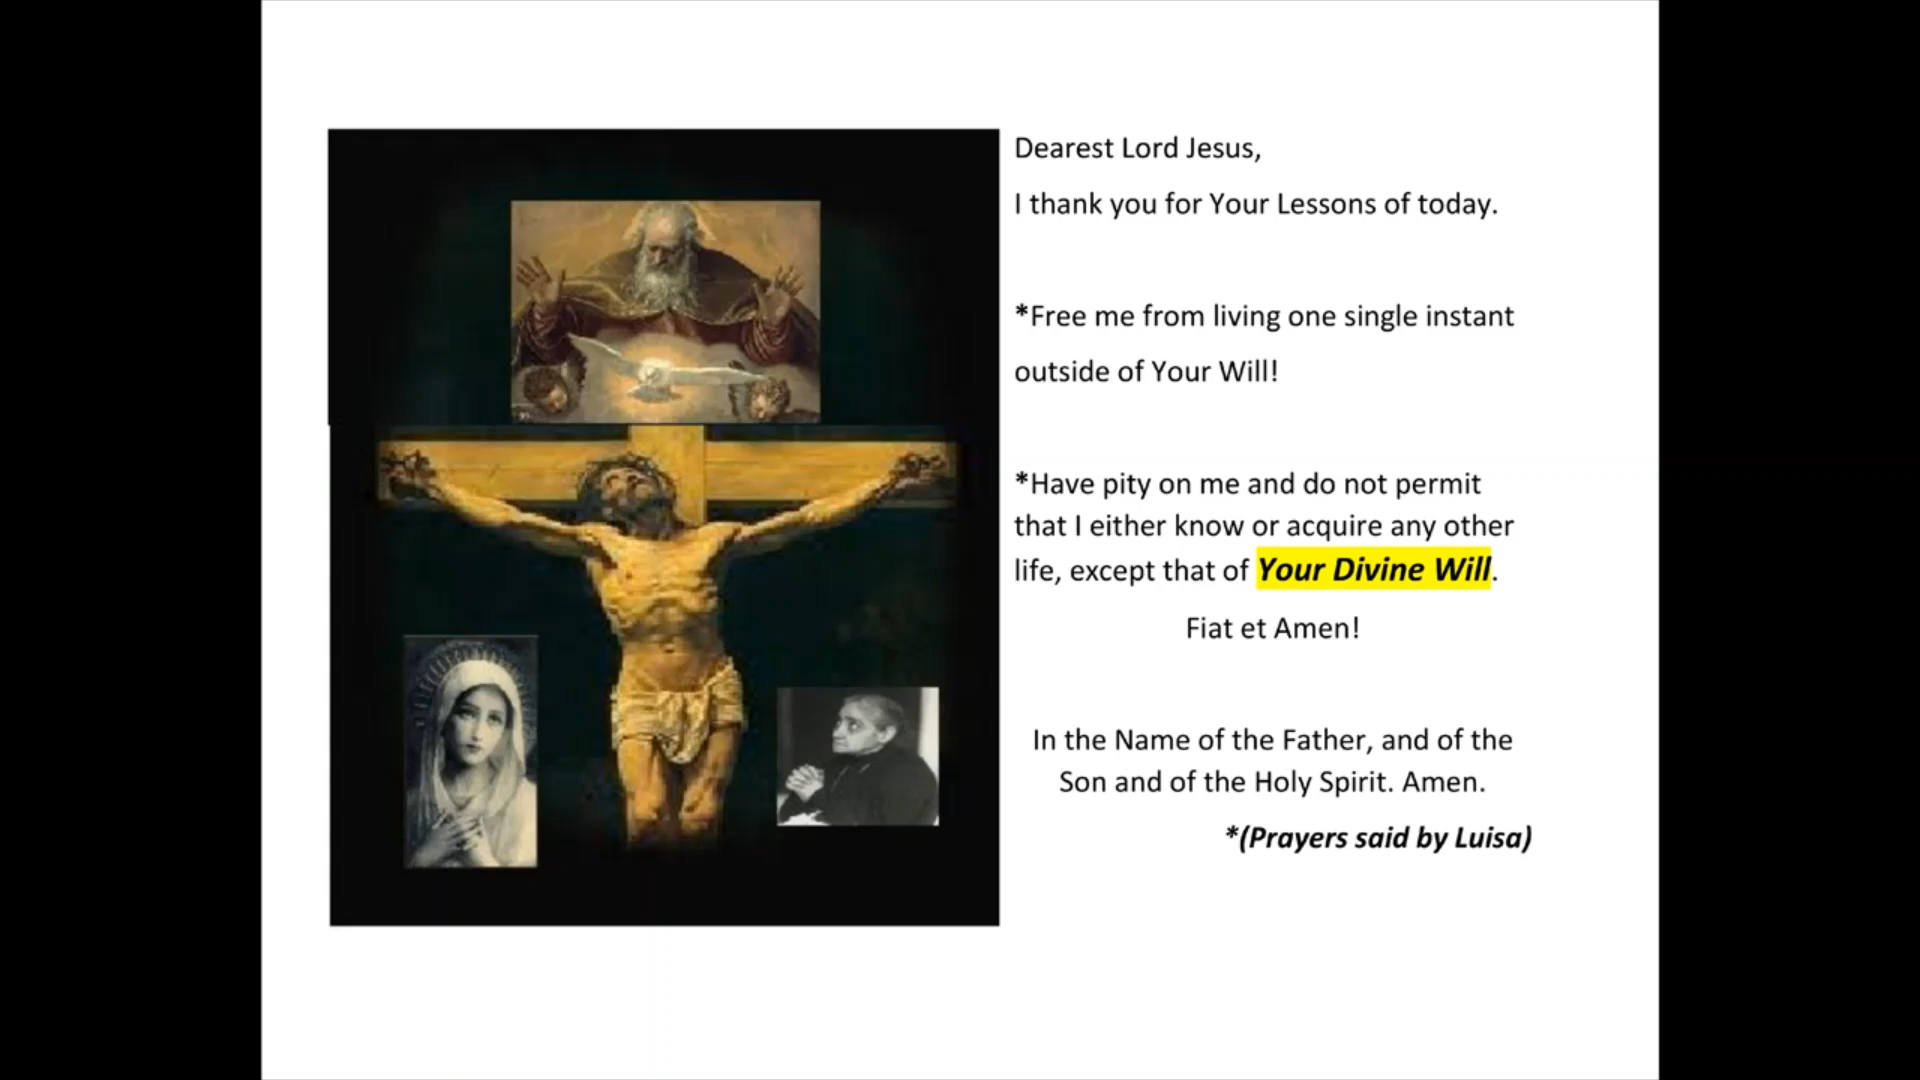 Dearest Lord Jesus,
I thank you for Your Lessons of today.
*Free me from living one single instant
outside of Your Will!
*Have pity on me and do not permit
that I either know or acquire any other
life, except that of Your Divine Will.
Fiat et Amen!
In the Name of the Father, and of the
Son and of the Holy Spirit. Amen.
*(Prayers said by Luisa)